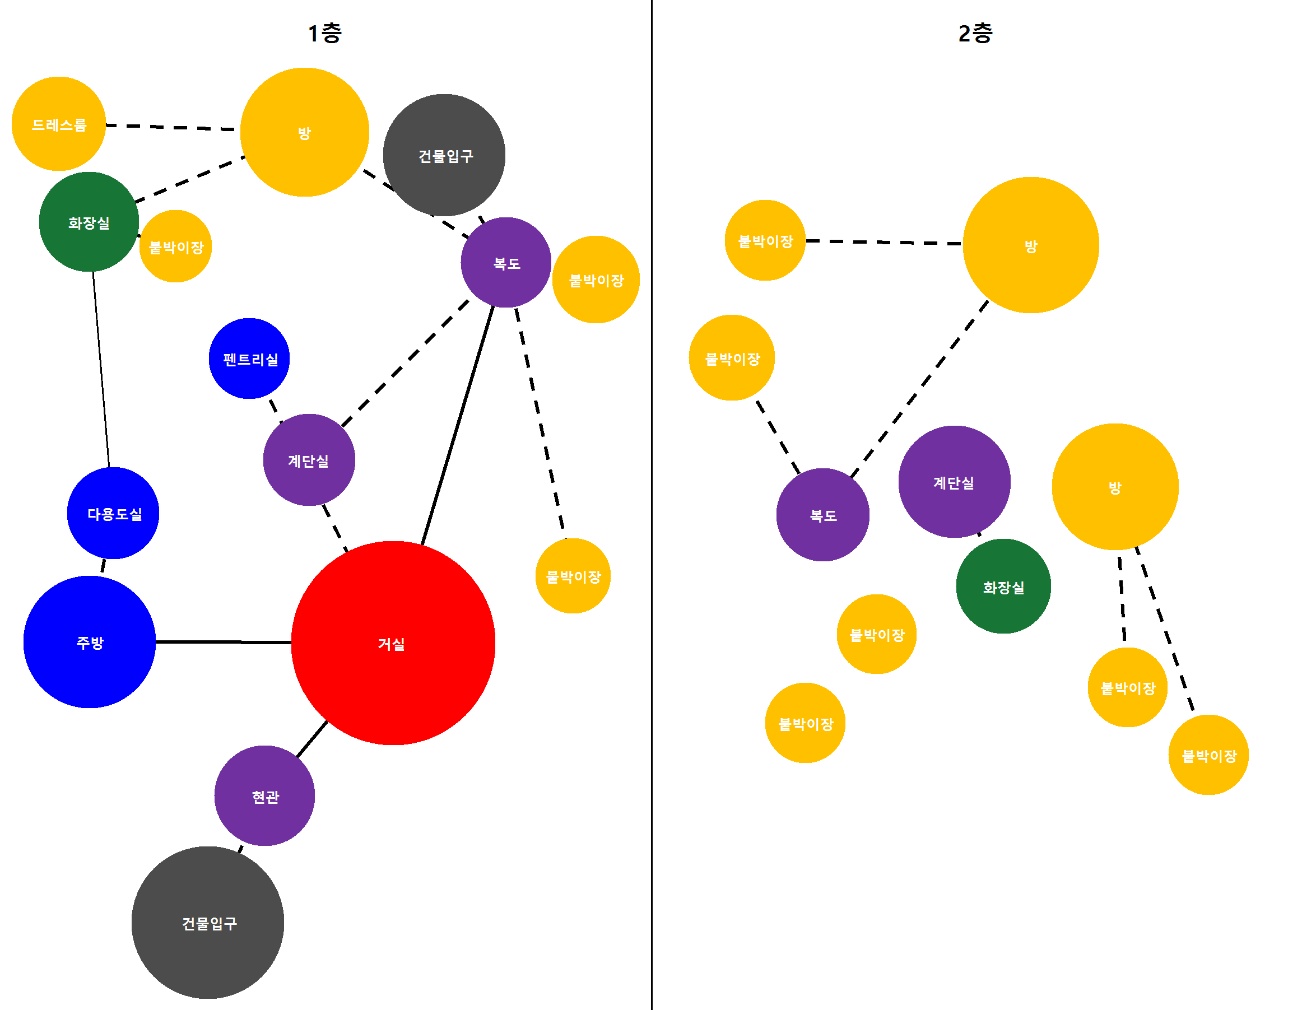 1층
드레스룸
방
건물입구
화장실
붙박이장
복도
붙박이장
펜트리실
계단실
다용도실
붙박이장
주방
거실
현관
건물입구
2층
붙박이장
방
붙박이장
계단실
방
복도
화장실
붙박이장
붙박이장
붙박이장
붙박이장